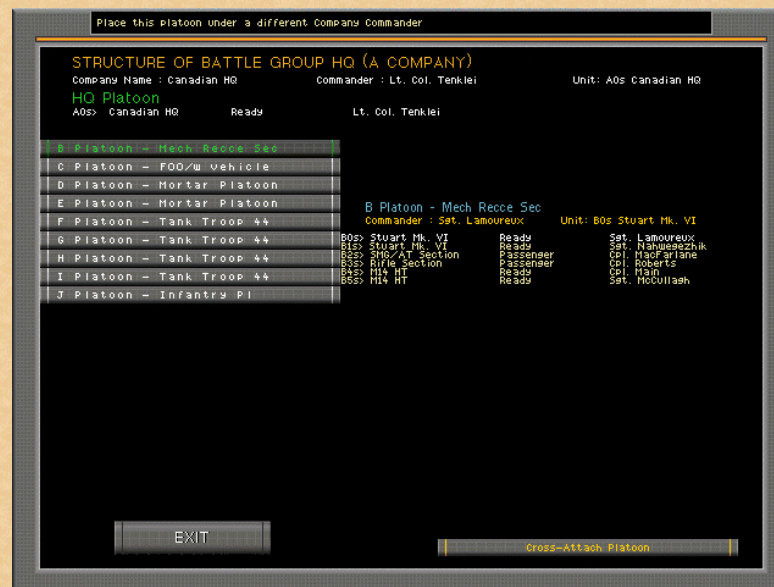 Place this platoon under a different Company Commander
STRUCTURE OF BATTLE GROUP HQ (A COMPANY)
Company Name : Canadian HQ Commander : Lt. Col. Tenklei Unit: A0s Canadian HQ
HQ Platoon
A0s> Canadian HQ Ready Lt. Col. Tenklei
B Platoon - Mech Recce Sec
C Platoon - FOO/w vehicle
D Platoon - Mortar Platoon
E Platoon - Mortar Platoon
F Platoon - Tank Troop 44
G Platoon - Tank Troop 44
H Platoon - Tank Troop 44
I Platoon - Tank Troop 44
J Platoon - Infantry Pl
B Platoon - Mech Recce Sec
Commander : Sgt. Lamoureux Unit: B0s Stuart Mk. VI
B0s> Stuart Mk. VI Ready Sgt. Lamoureux
B1s> Stuart Mk. VI Ready Sgt. Nahwegezhik
B2s> SMG/AT Section Passenger Cpl. MacFarlane
B3s> Rifle Section Passenger Cpl. Roberts
B4s> M14 HT Ready Cpl. Main
B5s> M14 HT Ready Sgt. McCullagh
EXIT
Cross-Attach Platoon